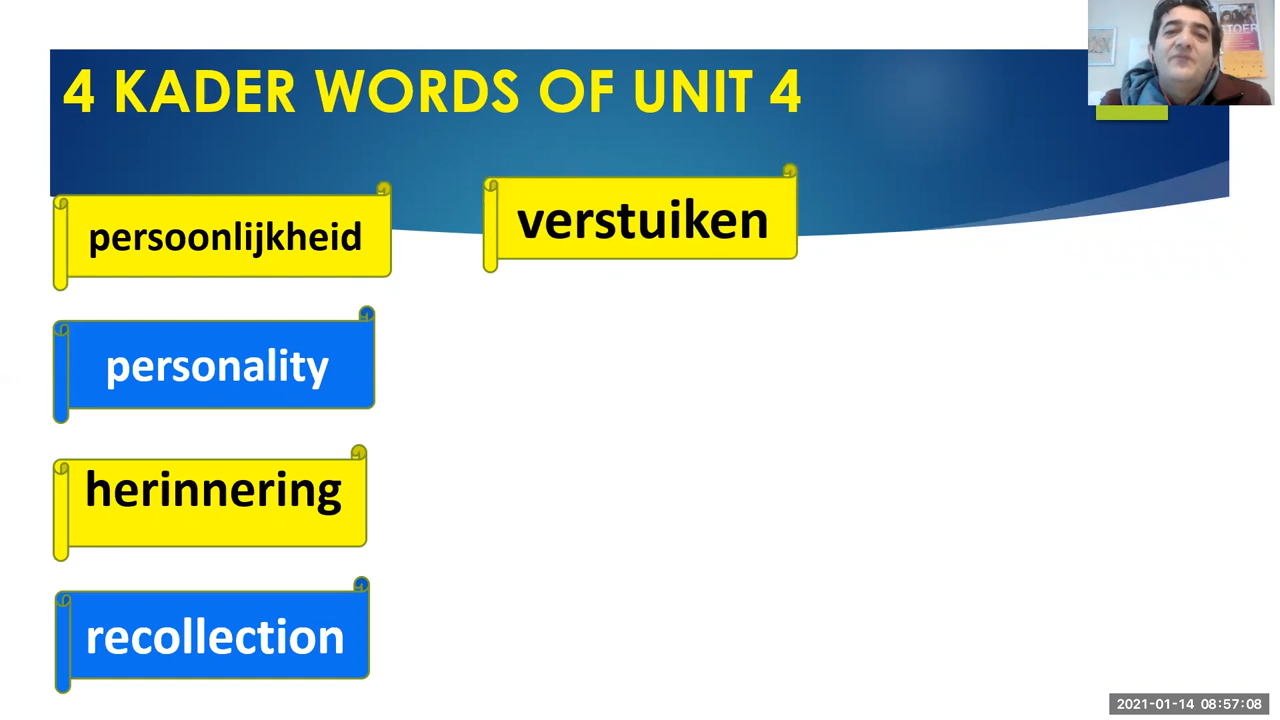 4 KADER WORDS OF UNIT 4
persoonlijkheid
personality
herinnering
recollection
verstuiken
2021-01-14 08:57:08